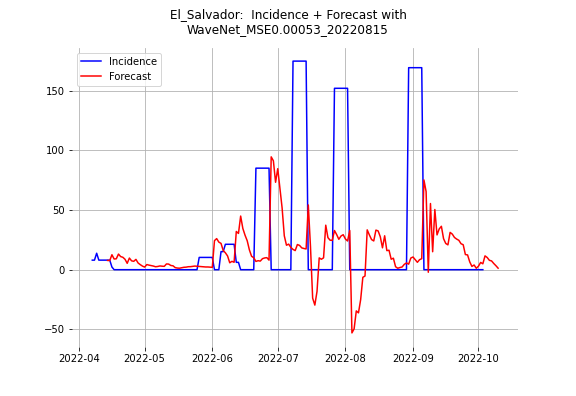 El_Salvador:  Incidence + Forecast with
WaveNet_MSE0.00053_20220815
Incidence
Forecast
150
100
50
0
−50
2022-04 2022-05 2022-06 2022-07 2022-08 2022-09 2022-10